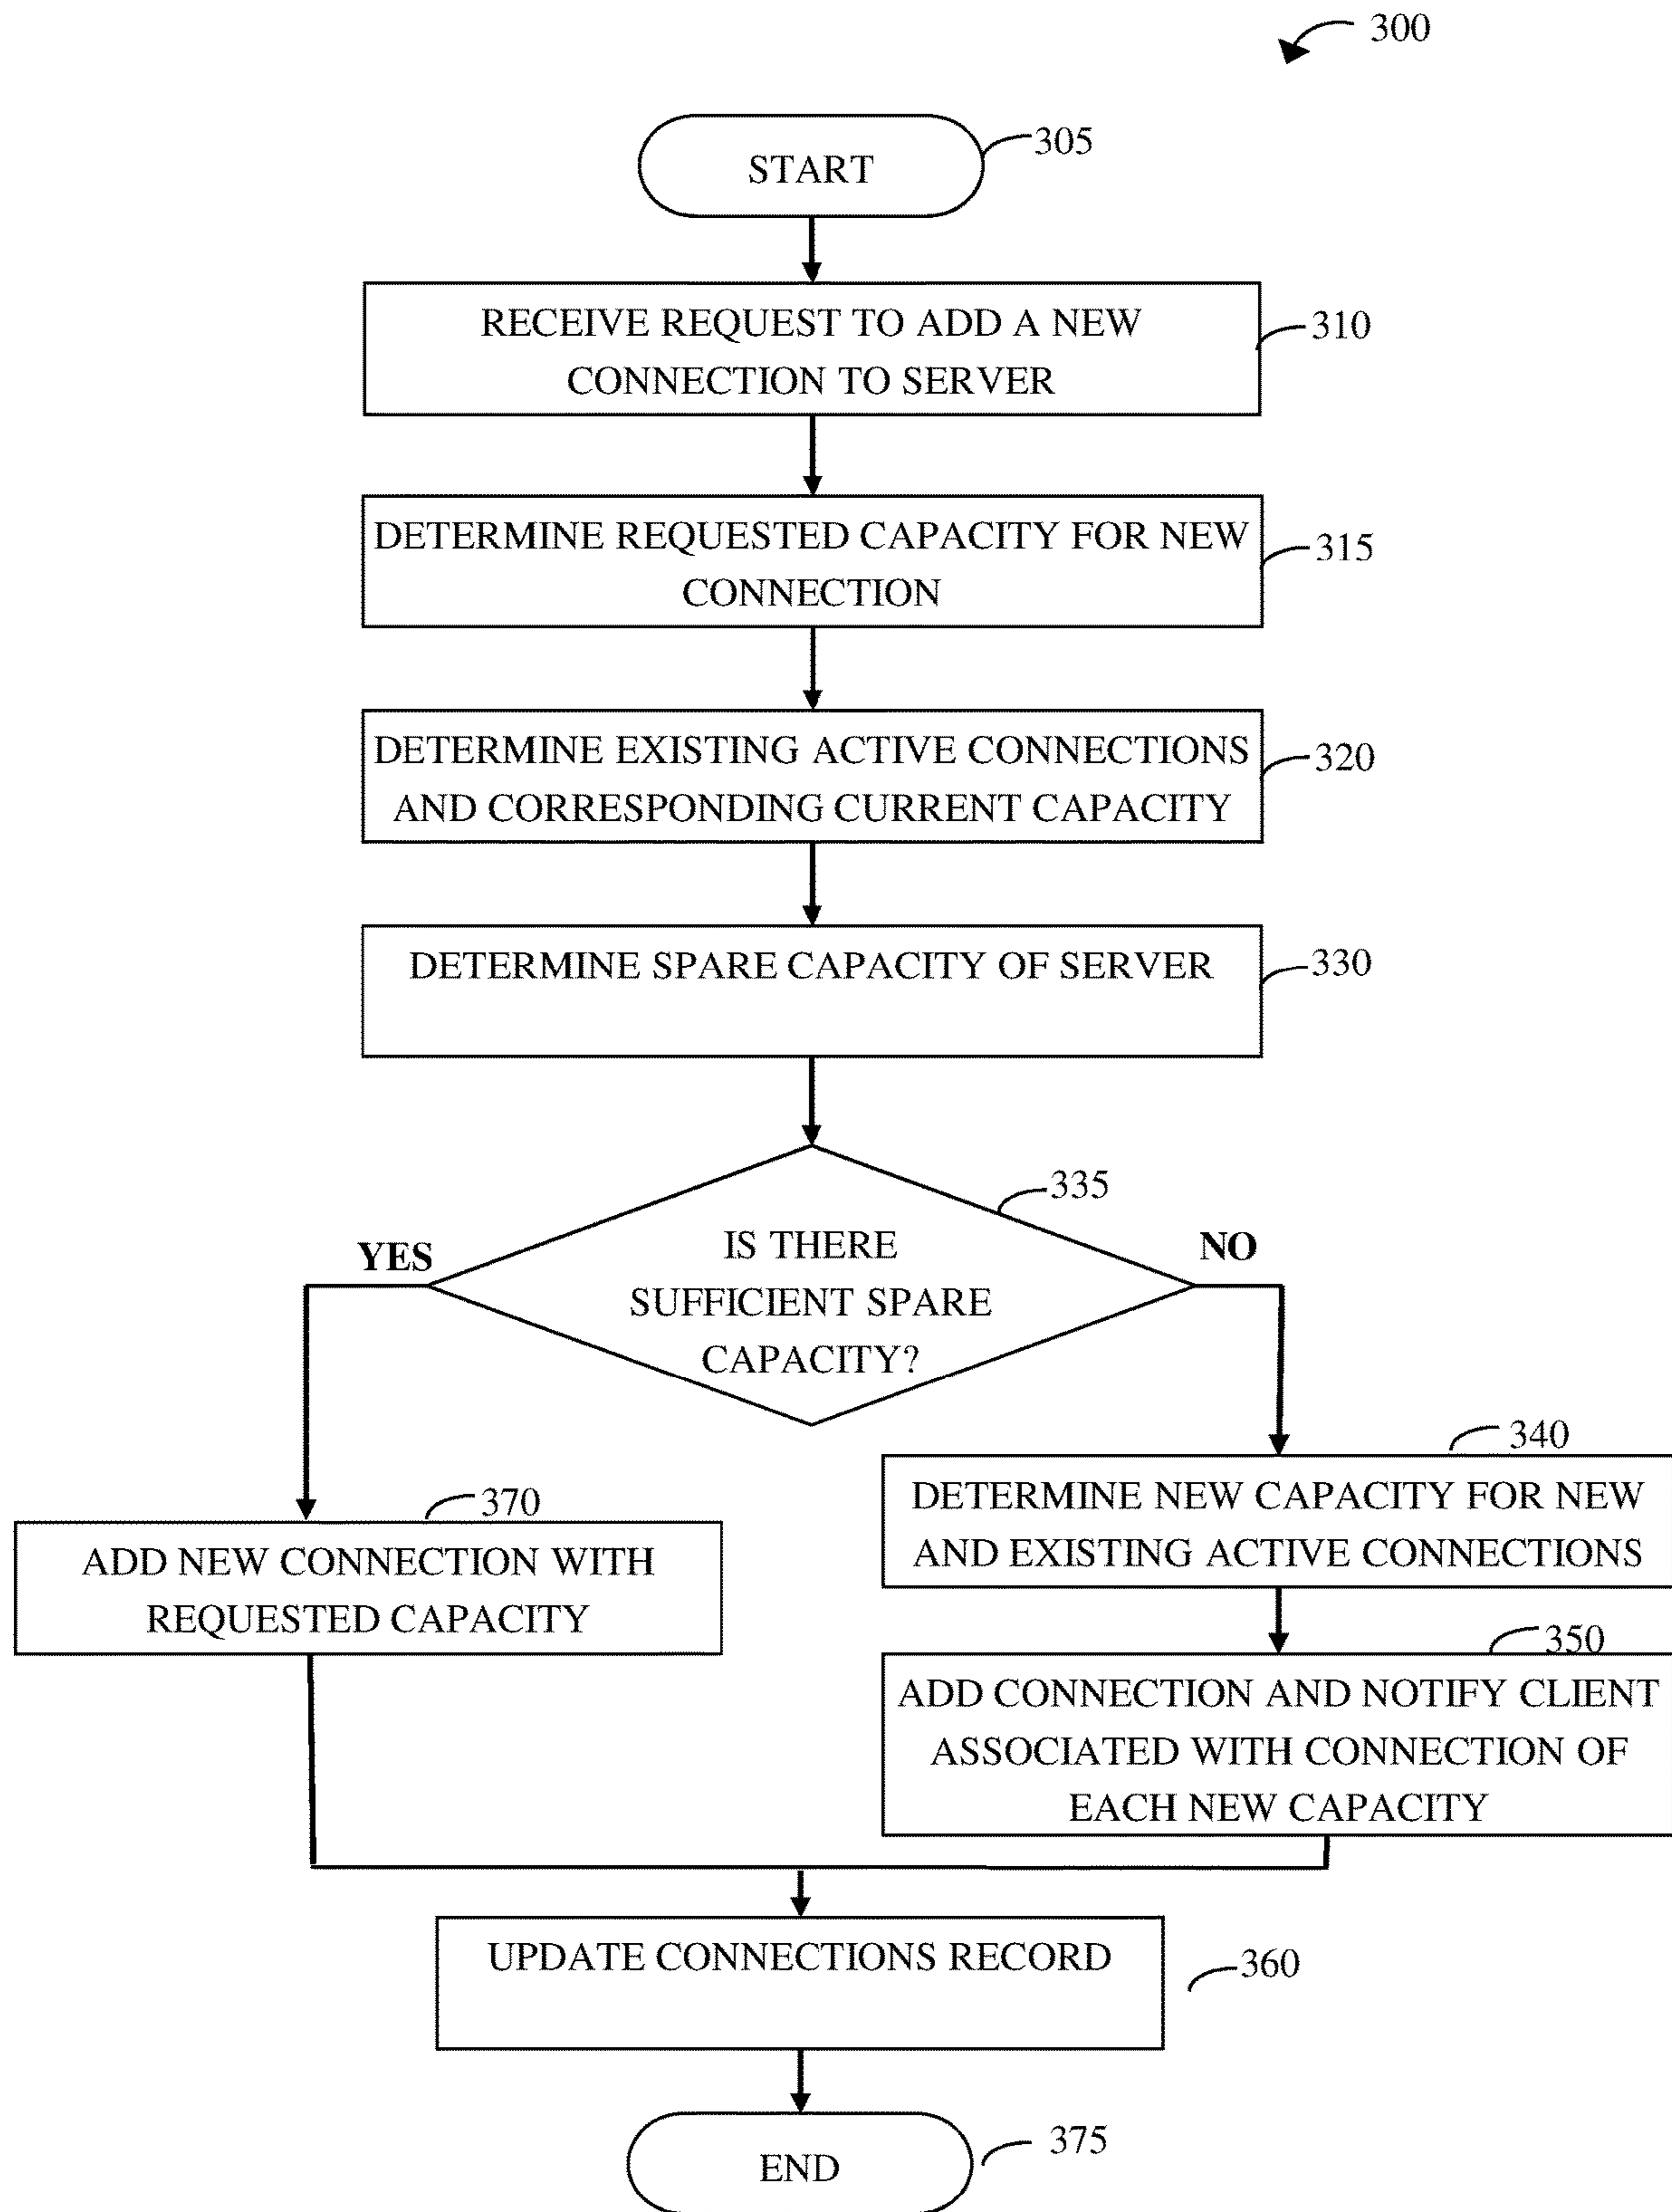 300
START
305
RECEIVE REQUEST TO ADD A NEW
CONNECTION TO SERVER
310
DETERMINE REQUESTED CAPACITY FOR NEW
CONNECTION
315
DETERMINE EXISTING ACTIVE CONNECTIONS
AND CORRESPONDING CURRENT CAPACITY
320
DETERMINE SPARE CAPACITY OF SERVER
330
335
YES
NO
IS THERE
SUFFICIENT SPARE
CAPACITY?
370
ADD NEW CONNECTION WITH
REQUESTED CAPACITY
340
DETERMINE NEW CAPACITY FOR NEW
AND EXISTING ACTIVE CONNECTIONS
350
ADD CONNECTION AND NOTIFY CLIENT
ASSOCIATED WITH CONNECTION OF
EACH NEW CAPACITY
UPDATE CONNECTIONS RECORD
360
END
375